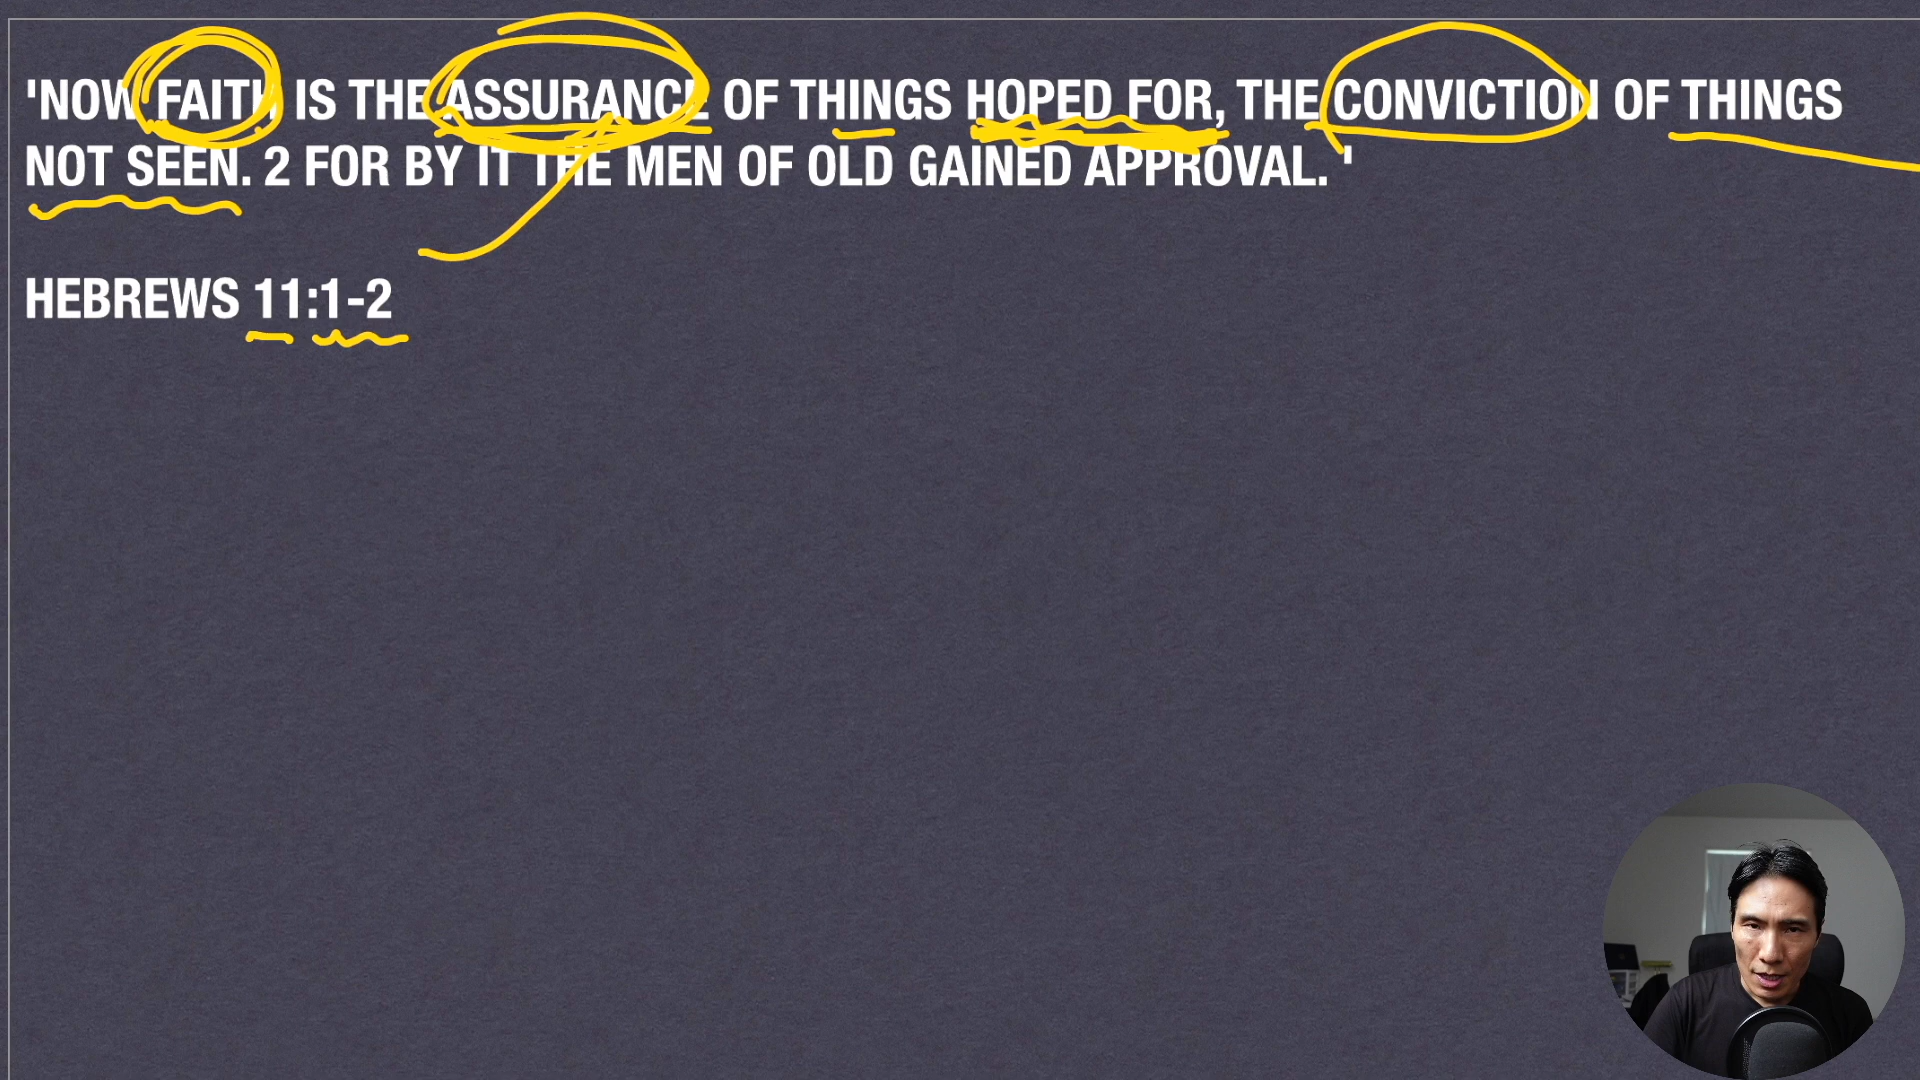 'NOW FAITH IS THE ASSURANCE OF THINGS HOPED FOR, THE CONVICTION OF THINGS
NOT SEEN. 2 FOR BY IT THE MEN OF OLD GAINED APPROVAL. '
HEBREWS 11:1-2